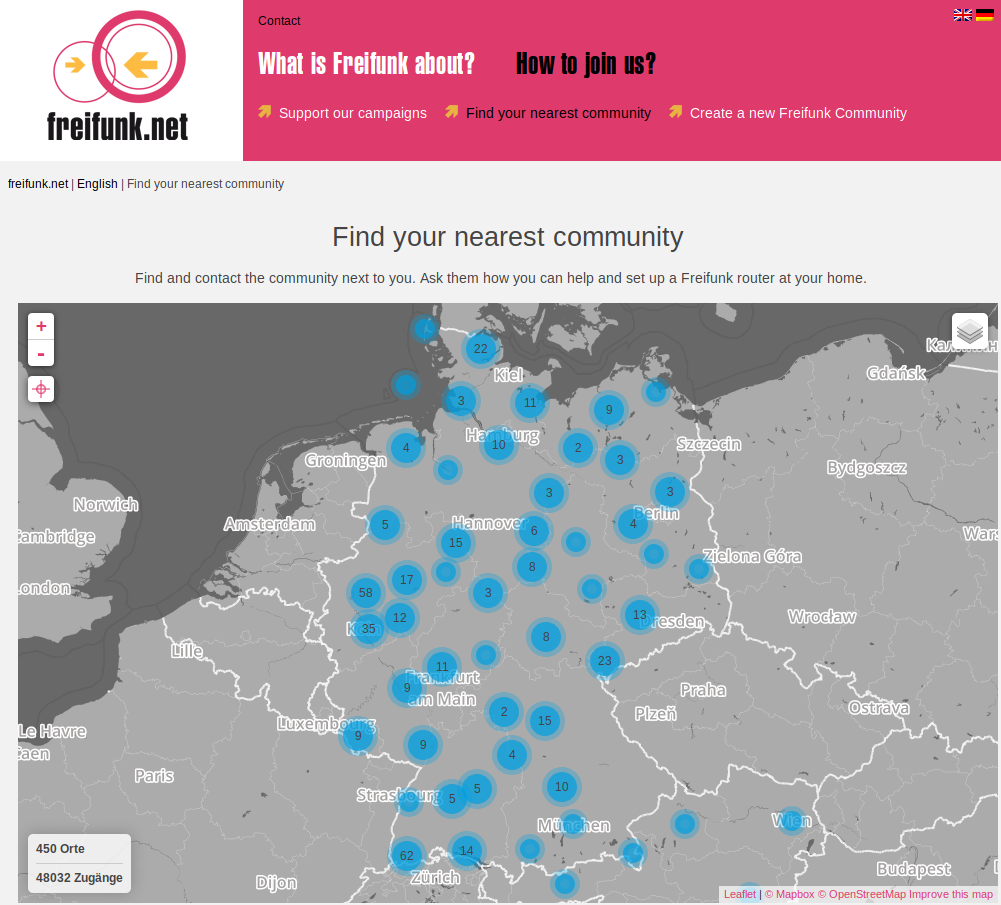 Contact
What is Freifunk about? How to join us?
Support our campaigns Find your nearest community Create a new Freifunk Community
freifunk.net
freifunk.net | English | Find your nearest community
Find your nearest community
Find and contact the community next to you. Ask them how you can help and set up a Freifunk router at your home.
+
-
22
Kiel
Gdańsk
3
11
9
4
Hamburg
10
2
3
Szczecin
Groningen
Bydgoszcz
3
3
Norwich
Amsterdam
5
Hannover
6
4
Berlin
Cambridge
15
8
Zielona Góra
London
58
17
3
12
35
13
Dresden
Wrocław
8
Lille
23
11
9
Frankfurt
am Main
Praha
2
15
Plzeň
Ostrava
Luxembourg
9
9
4
Le Havre
Caen
Paris
Strasbourg
5
5
10
München
Wien
62
14
Zürich
Dijon
Budapest
450 Orte
48032 Zugänge
Leaflet | © Mapbox © OpenStreetMap Improve this map